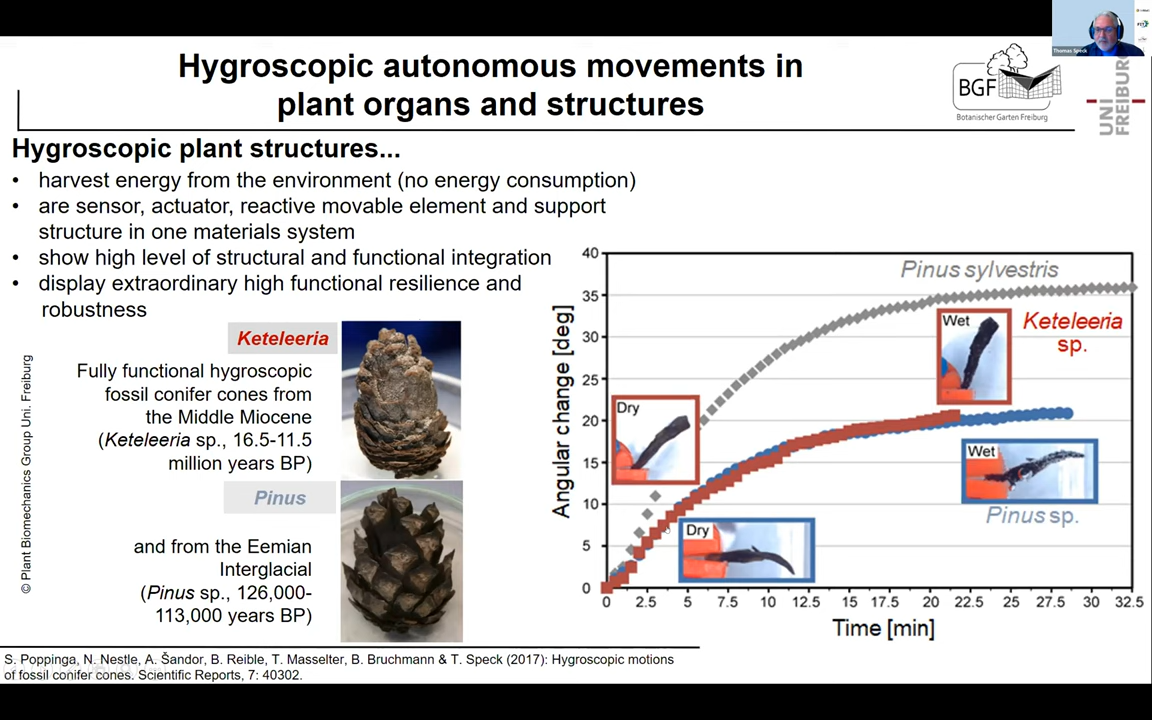 Hygroscopic autonomous movements in
plant organs and structures
BGF
Botanischer Garten Freiburg
UNI
FREIBURG
Thomas Speck
Hygroscopic plant structures...
• harvest energy from the environment (no energy consumption)
• are sensor, actuator, reactive movable element and support
structure in one materials system
• show high level of structural and functional integration
• display extraordinary high functional resilience and
robustness
Keteleeria
Fully functional hygroscopic
fossil conifer cones from
the Middle Miocene
(Keteleeria sp., 16.5-11.5
million years BP)
Pinus
and from the Eemian
Interglacial
(Pinus sp., 126,000-
113,000 years BP)
© Plant Biomechanics Group Uni. Freiburg
Angular change [deg]
40
35
30
25
20
15
10
5
0
Pinus sylvestris
Wet
Keteleeria
sp.
Dry
Wet
Pinus sp.
Dry
0 2.5 5 7.5 10 12.5 15 17.5 20 22.5 25 27.5 30 32.5
Time [min]
S. Poppinga, N. Nestle, A. Šandor, B. Reible, T. Masselter, B. Bruchmann & T. Speck (2017): Hygroscopic motions
of fossil conifer cones. Scientific Reports, 7: 40302.